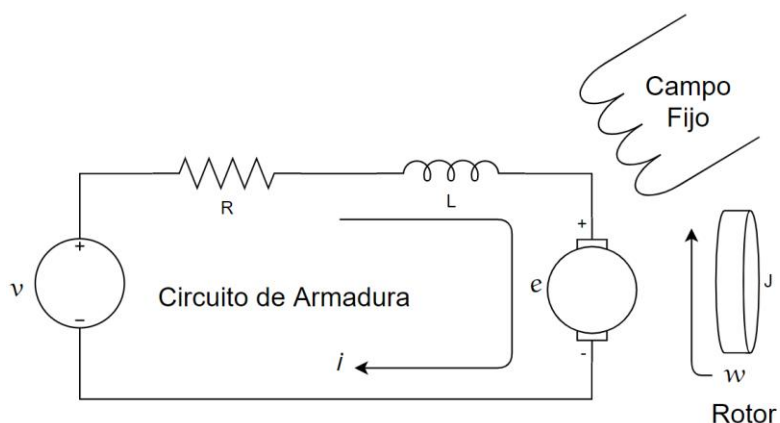 Campo
Fijo
R
L
+
+
v
−
Circuito de Armadura
e
J
i
-
w
Rotor